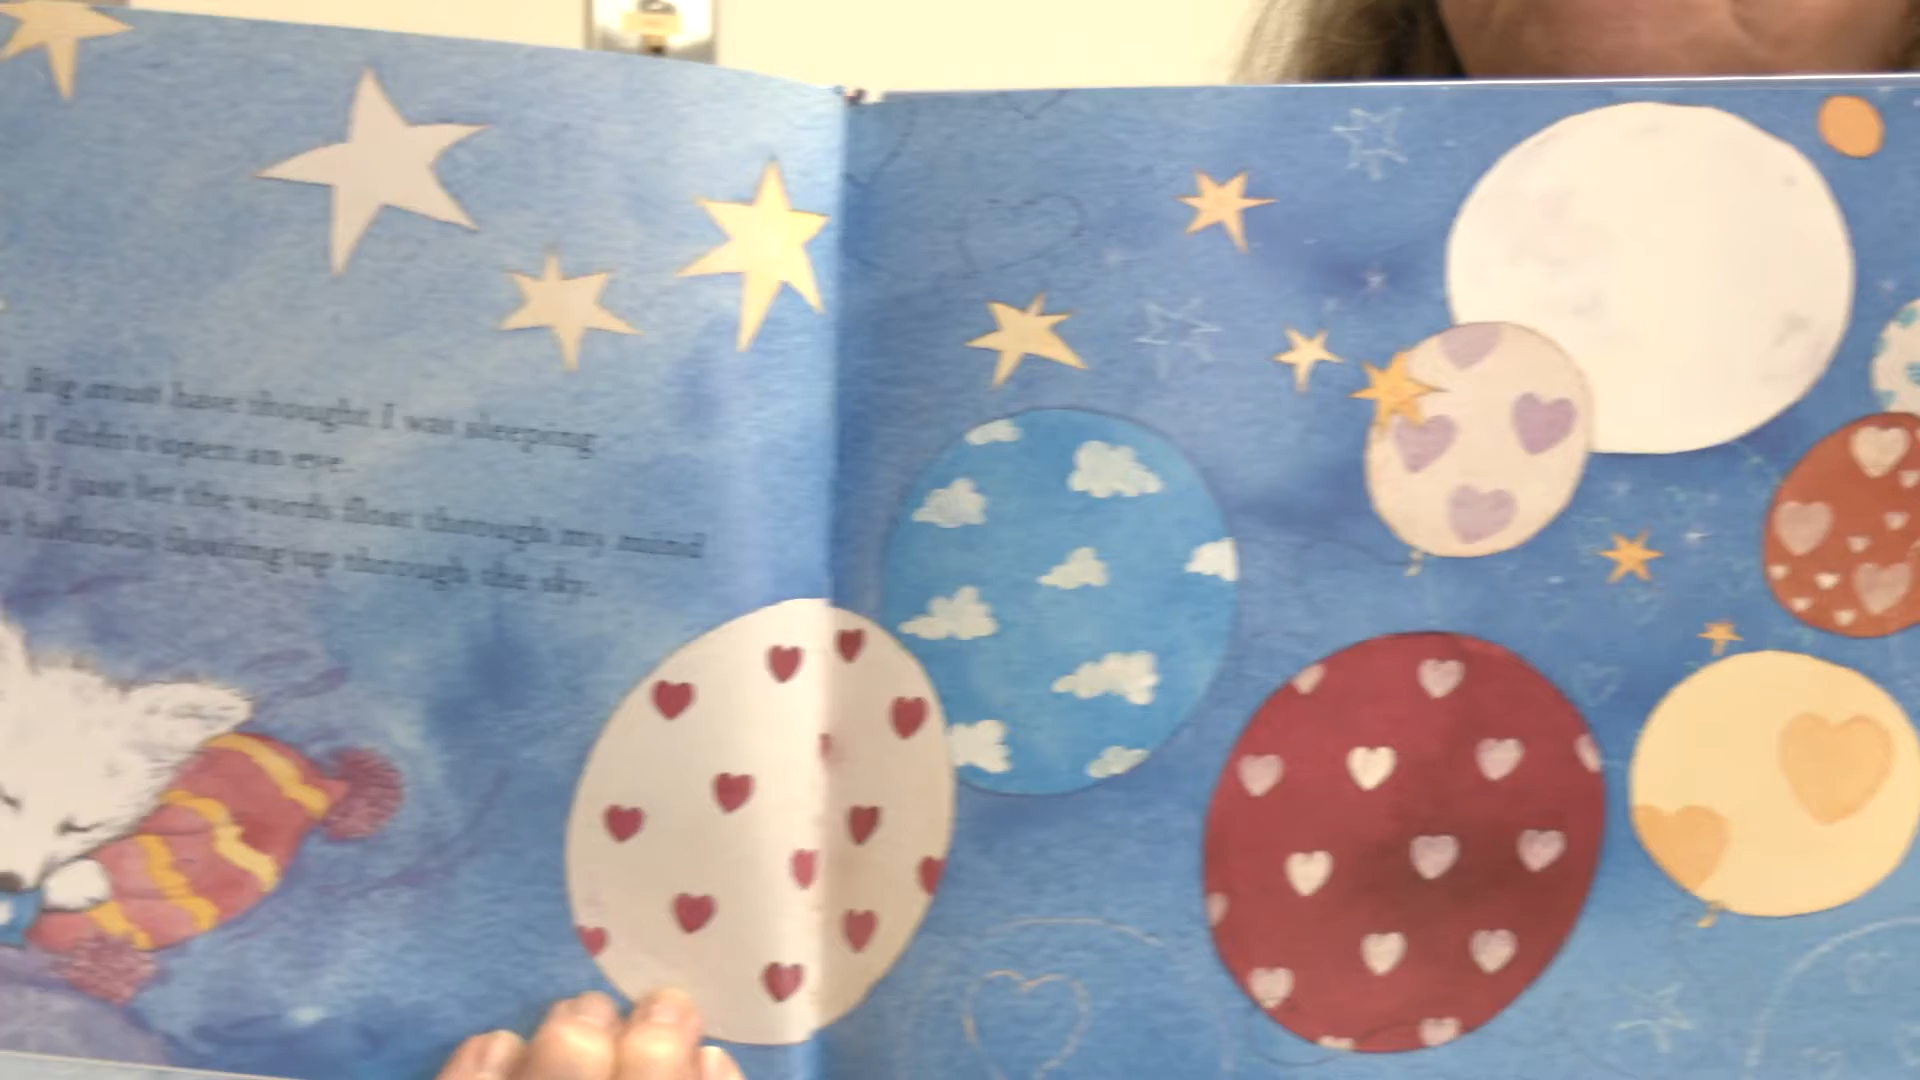 . Big must have thought I was sleeping
d I didn't open an eye.
I just let the words float through my mind
balloons floating up through the sky.